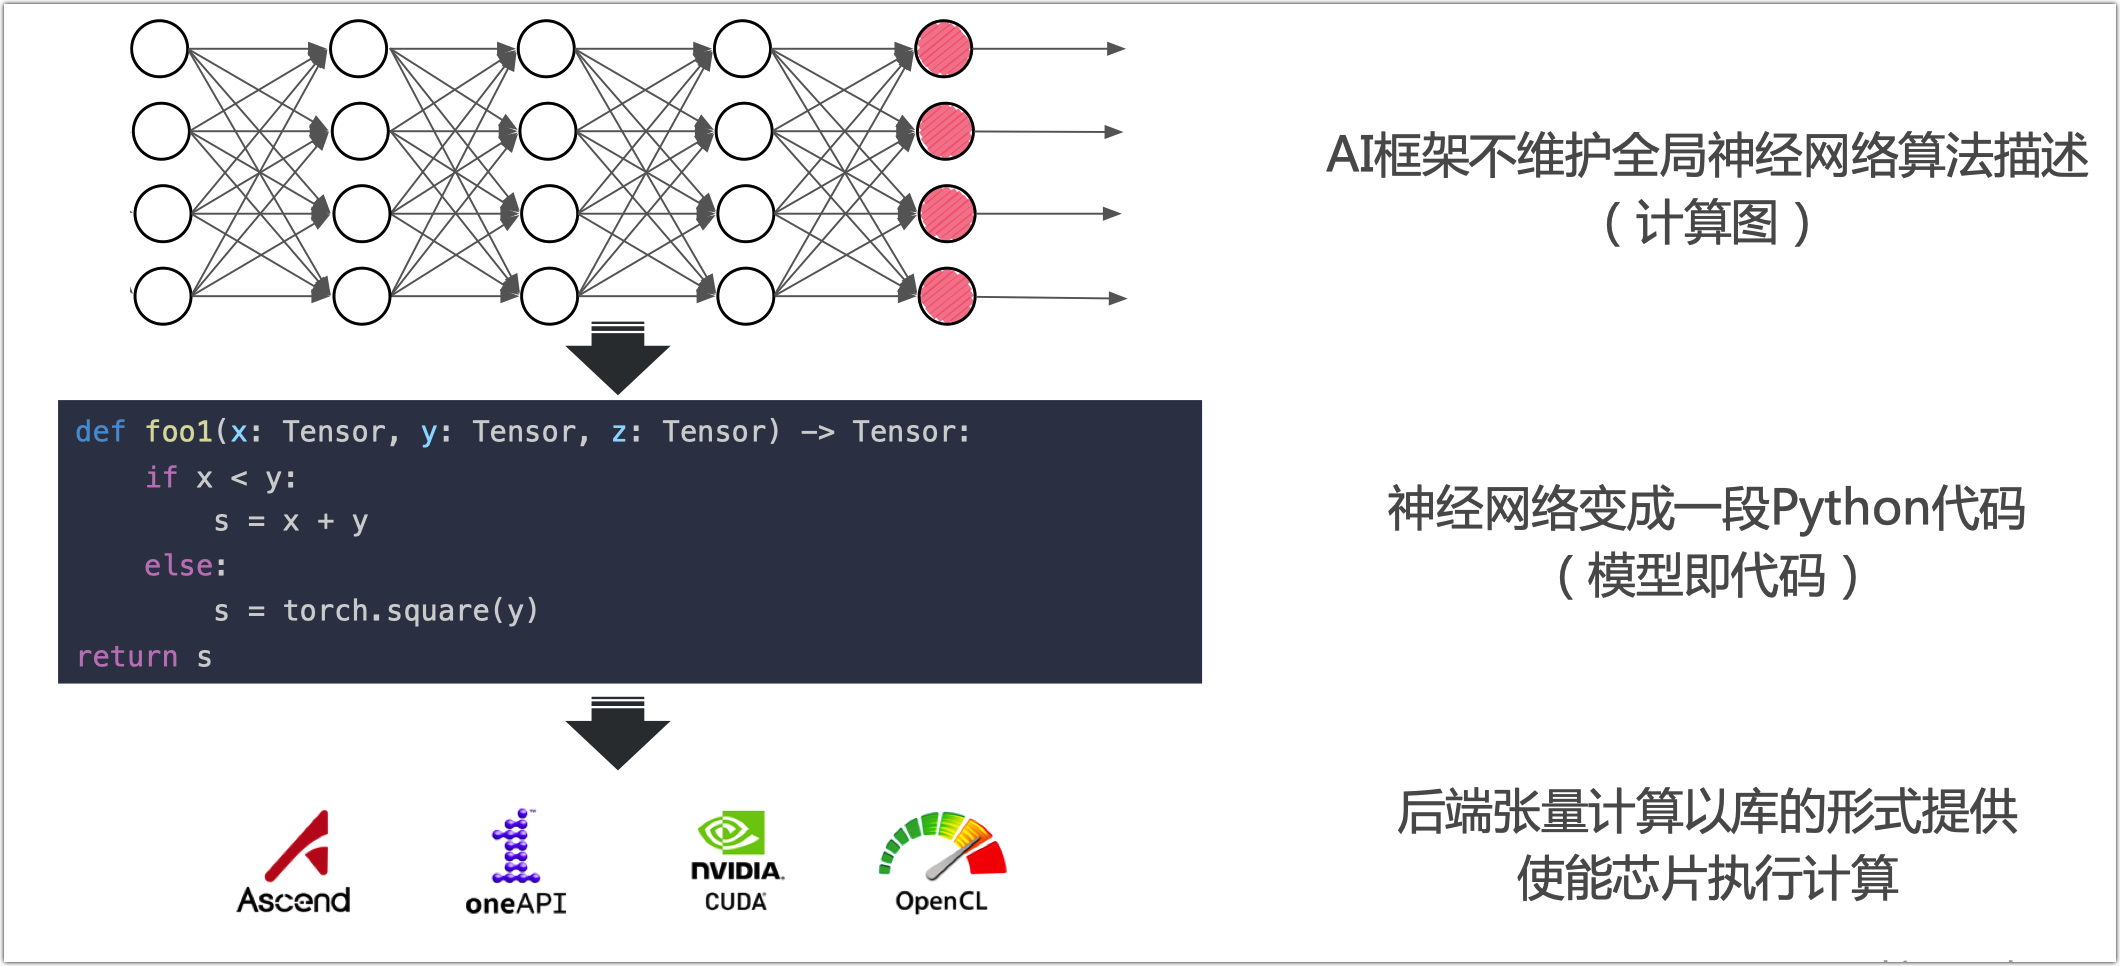 AI框架不维护全局神经网络算法描述
（计算图）
def foo1(x: Tensor, y: Tensor, z: Tensor) -> Tensor:
    if x < y:
        s = x + y
    else:
        s = torch.square(y)
return s
神经网络变成一段Python代码
（模型即代码）
Ascend
oneAPI
NVIDIA.
CUDA
OpenCL
后端张量计算以库的形式提供
使能芯片执行计算